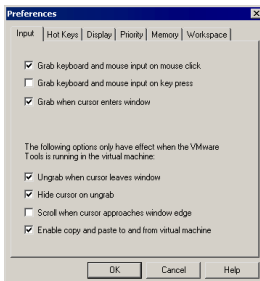 Preferences
Input
Hot Keys
Display
Priority
Memory
Workspace
Grab keyboard and mouse input on mouse click
Grab keyboard and mouse input on key press
Grab when cursor enters window
The following options only have effect when the VMware
Tools is running in the virtual machine:
Ungrab when cursor leaves window
Hide cursor on ungrab
Scroll when cursor approaches window edge
Enable copy and paste to and from virtual machine
OK
Cancel
Help